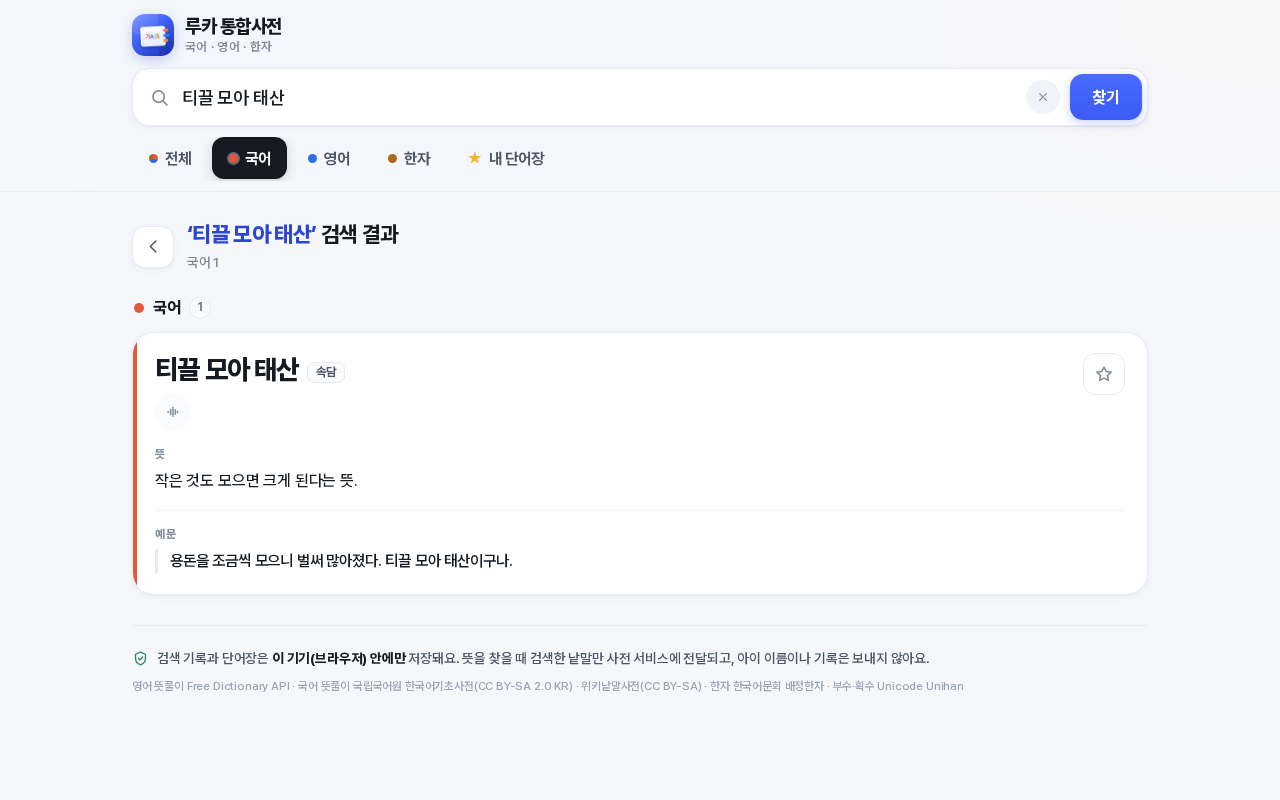 루카 통합사전
국어 · 영어 · 한자
티끌 모아 태산
찾기
전체
국어
영어
한자
내 단어장
‘티끌 모아 태산’ 검색 결과
국어 1
국어 1
티끌 모아 태산 속담
뜻
작은 것도 모으면 크게 된다는 뜻.
예문
용돈을 조금씩 모으니 벌써 많아졌다. 티끌 모아 태산이구나.
검색 기록과 단어장은 이 기기(브라우저) 안에만 저장돼요. 뜻을 찾을 때 검색한 낱말만 사전 서비스에 전달되고, 아이 이름이나 기록은 보내지 않아요.
영어 뜻풀이 Free Dictionary API · 국어 뜻풀이 국립국어원 한국어기초사전(CC BY-SA 2.0 KR) · 위키낱말사전(CC BY-SA) · 한자 한국어문회 배정한자 · 부수·획수 Unicode Unihan